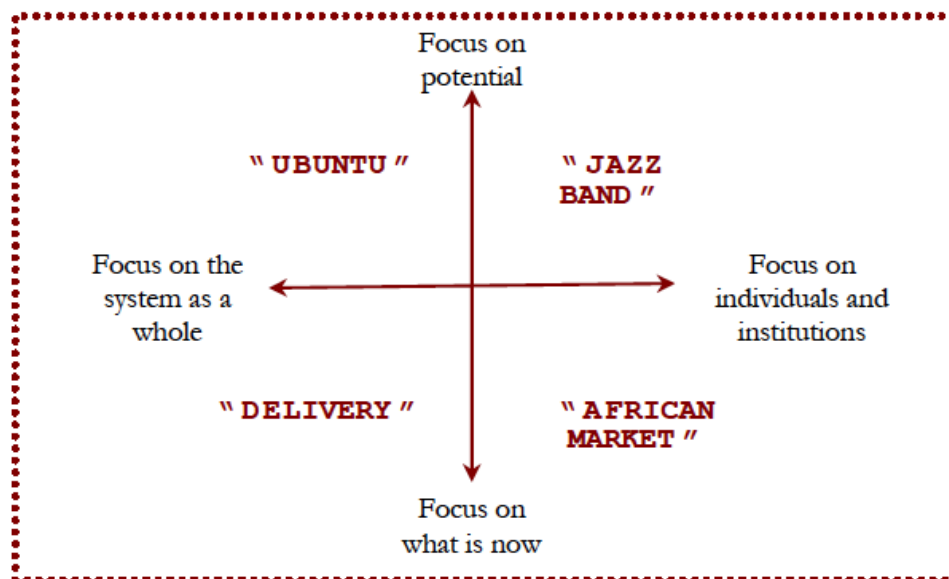 Focus on
potential
“ UBUNTU ”
“ JAZZ
BAND ”
Focus on the
system as a
whole
Focus on
individuals and
institutions
“ DELIVERY ”
“ AFRICAN
MARKET ”
Focus on
what is now